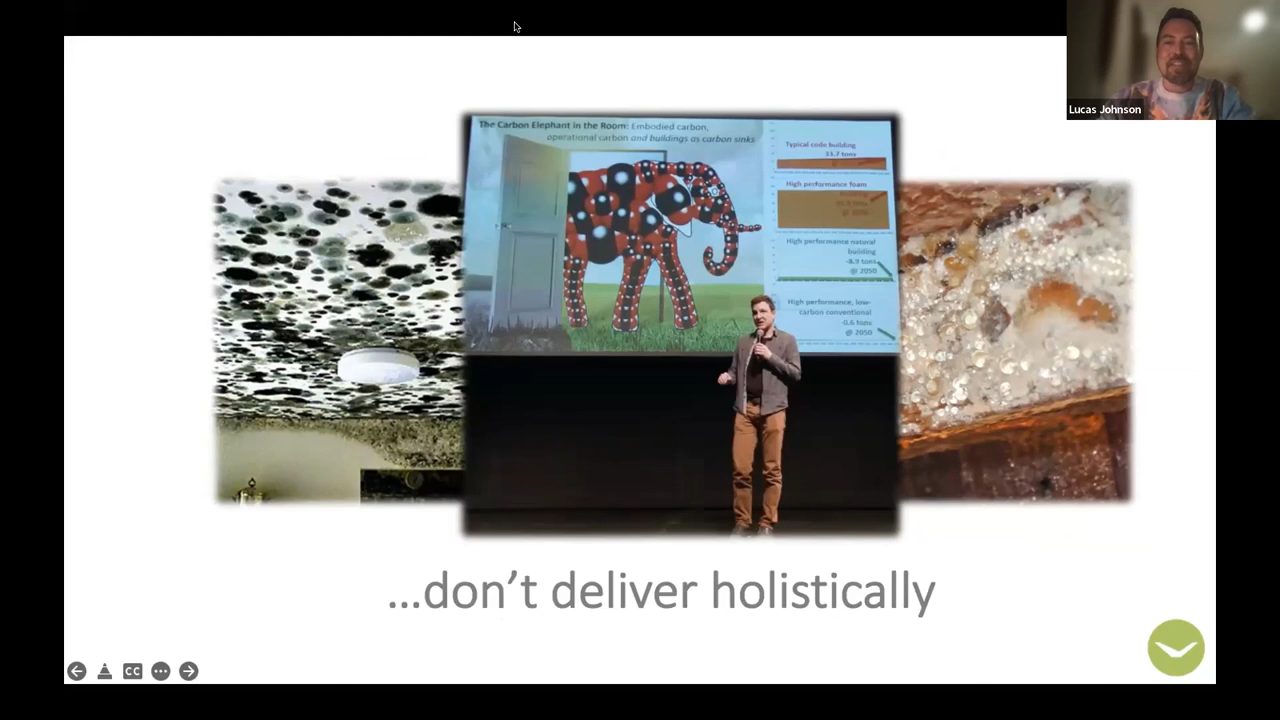 Lucas Johnson
The Carbon Elephant in the Room: Embodied carbon,
operational carbon and buildings as carbon sinks
Typical code building
33.7 tons
High performance foam
@ 2050
High performance natural
building
-8.9 tons
@ 2050
High performance, low-
carbon conventional
-0.6 tons
@ 2050
...don't deliver holistically
CC